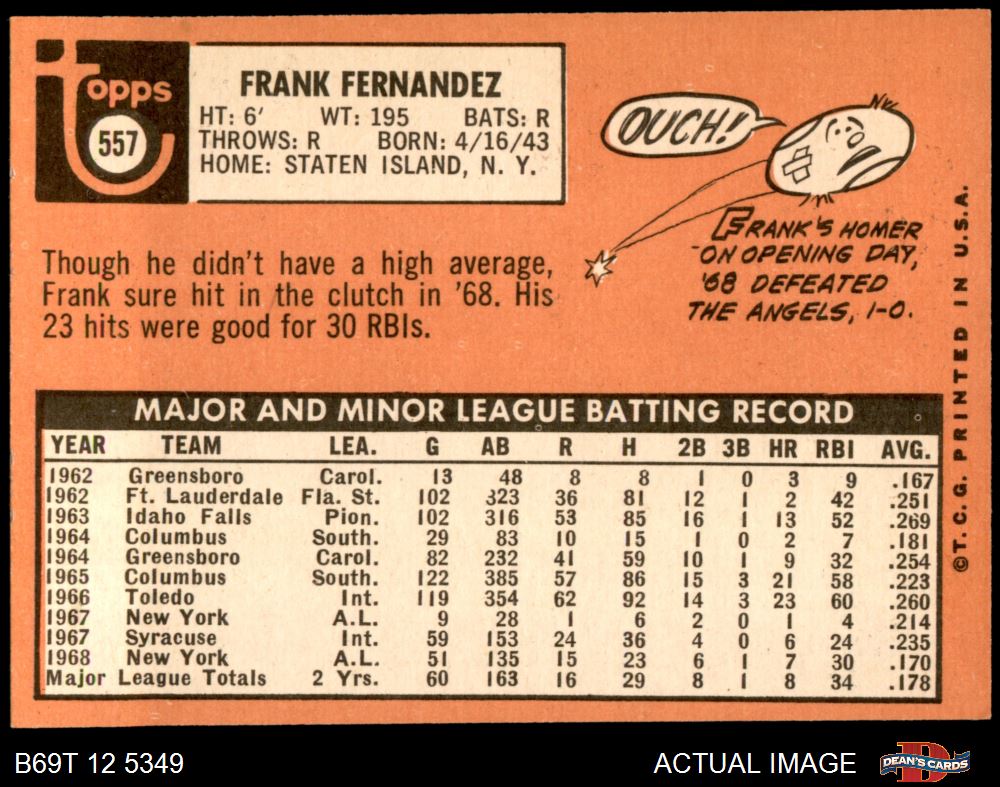 Topps
557
FRANK FERNANDEZ
HT: 6' WT: 195 BATS: R
THROWS: R BORN: 4/16/43
HOME: STATEN ISLAND, N. Y.
OUCH!
FRANK'S HOMER
ON OPENING DAY,
'68 DEFEATED
THE ANGELS, 1-0.
Though he didn't have a high average,
Frank sure hit in the clutch in '68. His
23 hits were good for 30 RBIs.
MAJOR AND MINOR LEAGUE BATTING RECORD
YEAR TEAM LEA. G AB R H 2B 3B HR RBI AVG.
1962 Greensboro Carol. 13 48 8 8 1 0 3 9 .167
1962 Ft. Lauderdale Fla. St. 102 323 36 81 12 1 2 42 .251
1963 Idaho Falls Pion. 102 316 53 85 16 1 13 52 .269
1964 Columbus South. 29 83 10 15 1 0 2 7 .181
1964 Greensboro Carol. 82 232 41 59 10 1 9 32 .254
1965 Columbus South. 122 385 57 86 15 3 21 58 .223
1966 Toledo Int. 119 354 62 92 14 3 23 60 .260
1967 New York A.L. 9 28 1 6 2 0 1 4 .214
1967 Syracuse Int. 59 153 24 36 4 0 6 24 .235
1968 New York A.L. 51 135 15 23 6 1 7 30 .170
Major League Totals 2 Yrs. 60 163 16 29 8 1 8 34 .178
©T. C. G. PRINTED IN U.S.A.
B69T 12 5349
ACTUAL IMAGE
DEAN'S CARDS